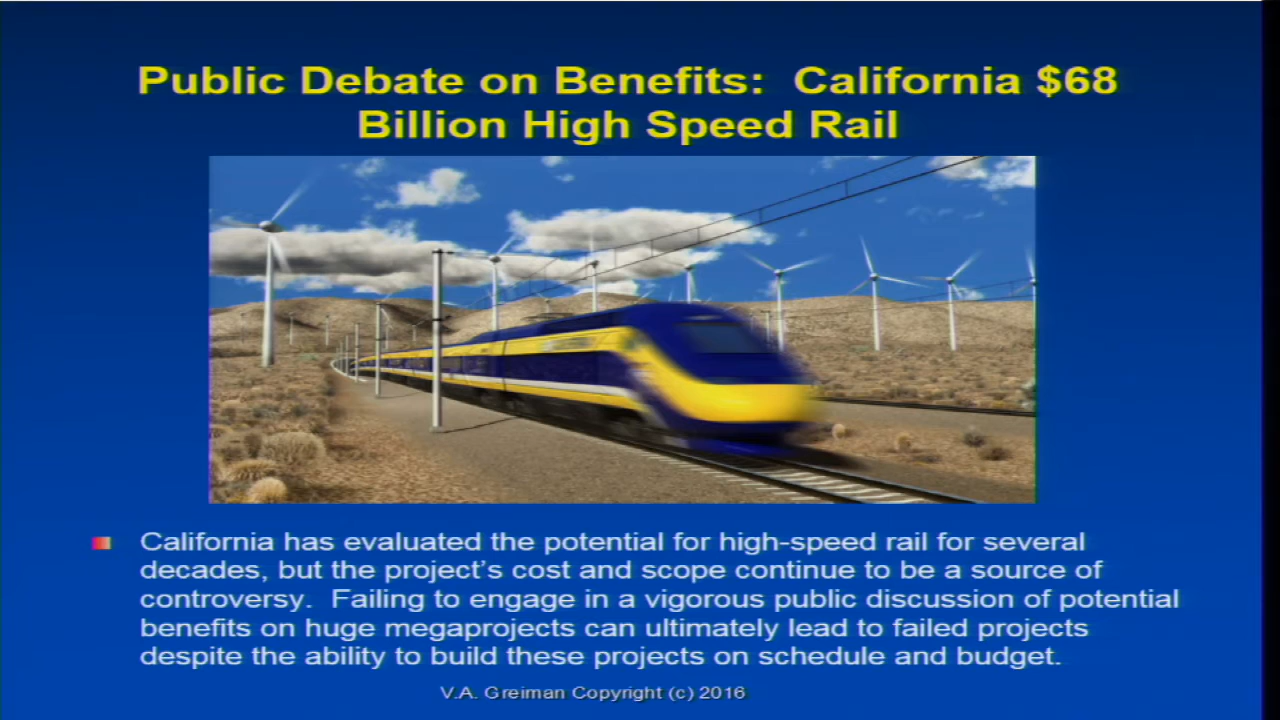 Public Debate on Benefits:  California $68
Billion High Speed Rail
California has evaluated the potential for high-speed rail for several
decades, but the project's cost and scope continue to be a source of
controversy.  Failing to engage in a vigorous public discussion of potential
benefits on huge megaprojects can ultimately lead to failed projects
despite the ability to build these projects on schedule and budget.
V.A. Greiman Copyright (c) 2016